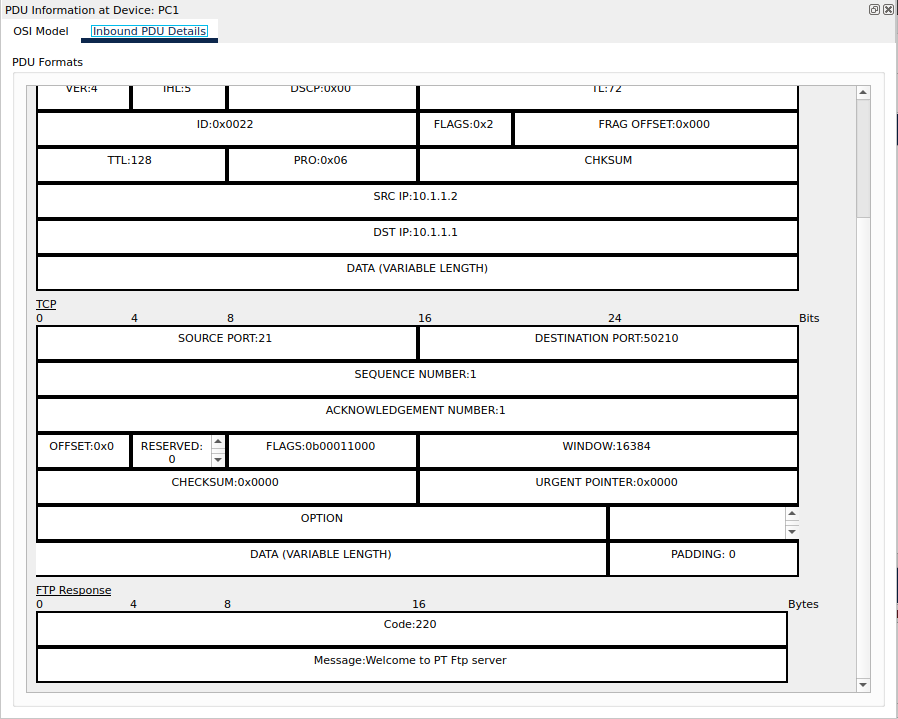 PDU Information at Device: PC1
OSI Model Inbound PDU Details
PDU Formats
VER:4 IHL:5 DSCP:0x00 TL:72
ID:0x0022 FLAGS:0x2 FRAG OFFSET:0x000
TTL:128 PRO:0x06 CHKSUM
SRC IP:10.1.1.2
DST IP:10.1.1.1
DATA (VARIABLE LENGTH)
TCP
0 4 8 16 24 Bits
SOURCE PORT:21 DESTINATION PORT:50210
SEQUENCE NUMBER:1
ACKNOWLEDGEMENT NUMBER:1
OFFSET:0x0 RESERVED: 0 FLAGS:0b00011000 WINDOW:16384
CHECKSUM:0x0000 URGENT POINTER:0x0000
OPTION
DATA (VARIABLE LENGTH) PADDING: 0
FTP Response
0 4 8 16 Bytes
Code:220
Message:Welcome to PT Ftp server